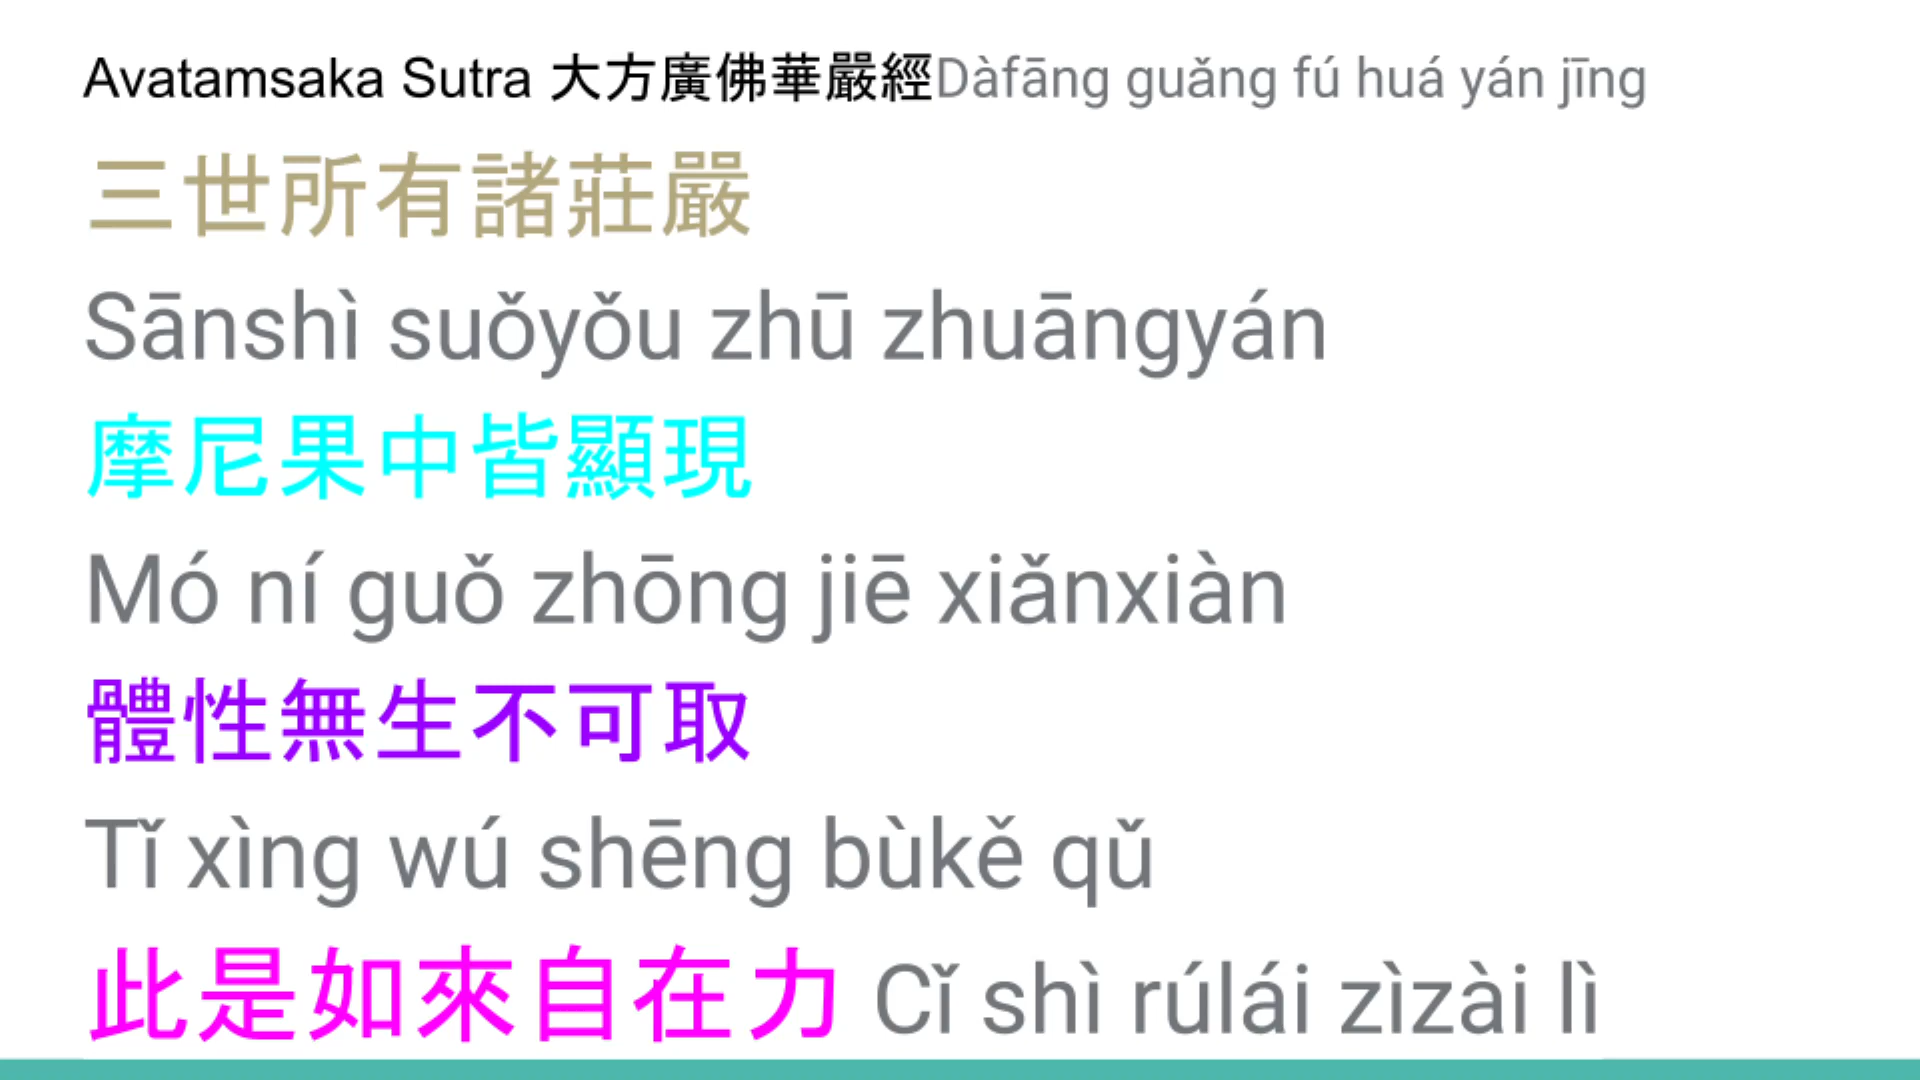 Avatamsaka Sutra 大方廣佛華嚴經Dàfāng guǎng fú huá yán jīng
三世所有諸莊嚴
Sānshì suǒyǒu zhū zhuāngyán
摩尼果中皆顯現
Mó ní guǒ zhōng jiē xiǎnxiàn
體性無生不可取
Tǐ xìng wú shēng bùkě qǔ
此是如來自在力 Cǐ shì rúlái zìzài lì